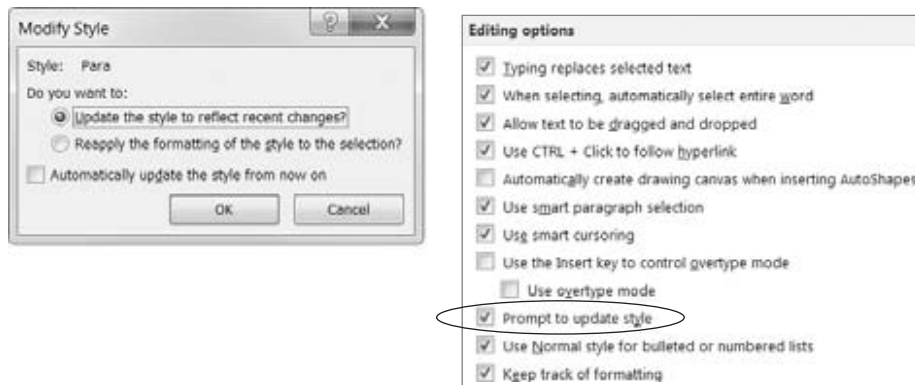 Modify Style
Style: Para
Do you want to:
Update the style to reflect recent changes?
Reapply the formatting of the style to the selection?
Automatically update the style from now on
OK Cancel
Editing options
Typing replaces selected text
When selecting, automatically select entire word
Allow text to be dragged and dropped
Use CTRL + Click to follow hyperlink
Automatically create drawing canvas when inserting AutoShapes
Use smart paragraph selection
Use smart cursoring
Use the Insert key to control overtype mode
Use overtype mode
Prompt to update style
Use Normal style for bulleted or numbered lists
Keep track of formatting